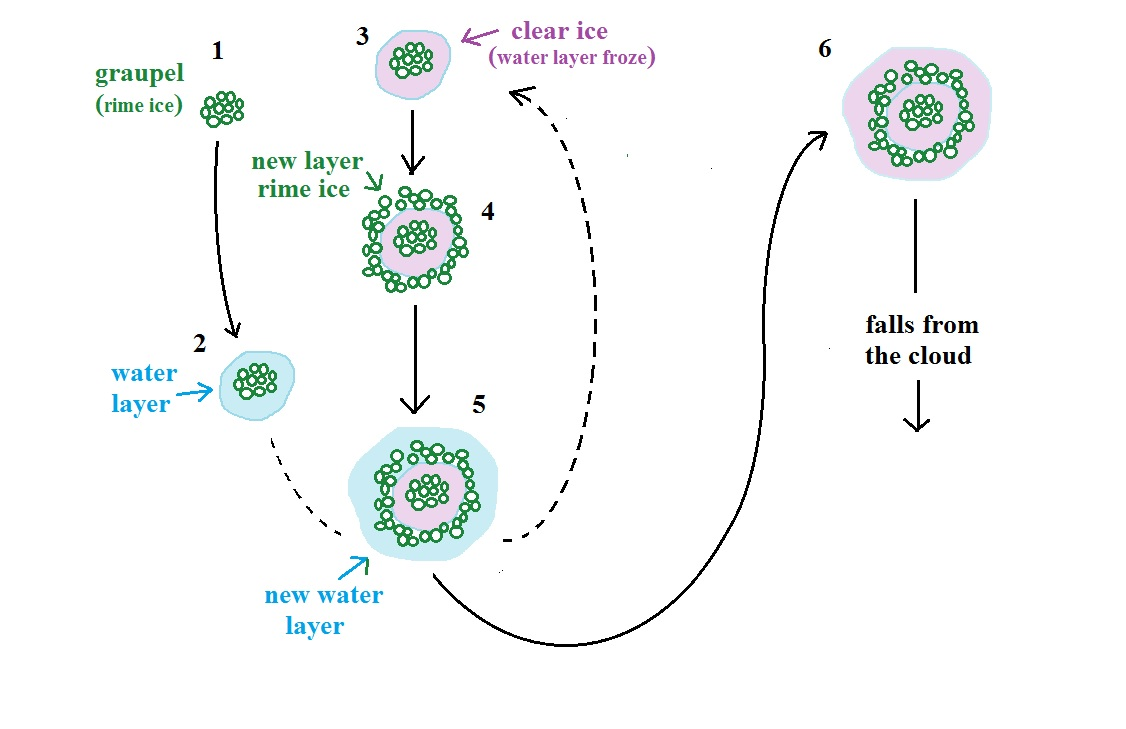 1
graupel
(rime ice)
2
water
layer
3
clear ice
(water layer froze)
new layer
rime ice
4
5
new water
layer
6
falls from
the cloud